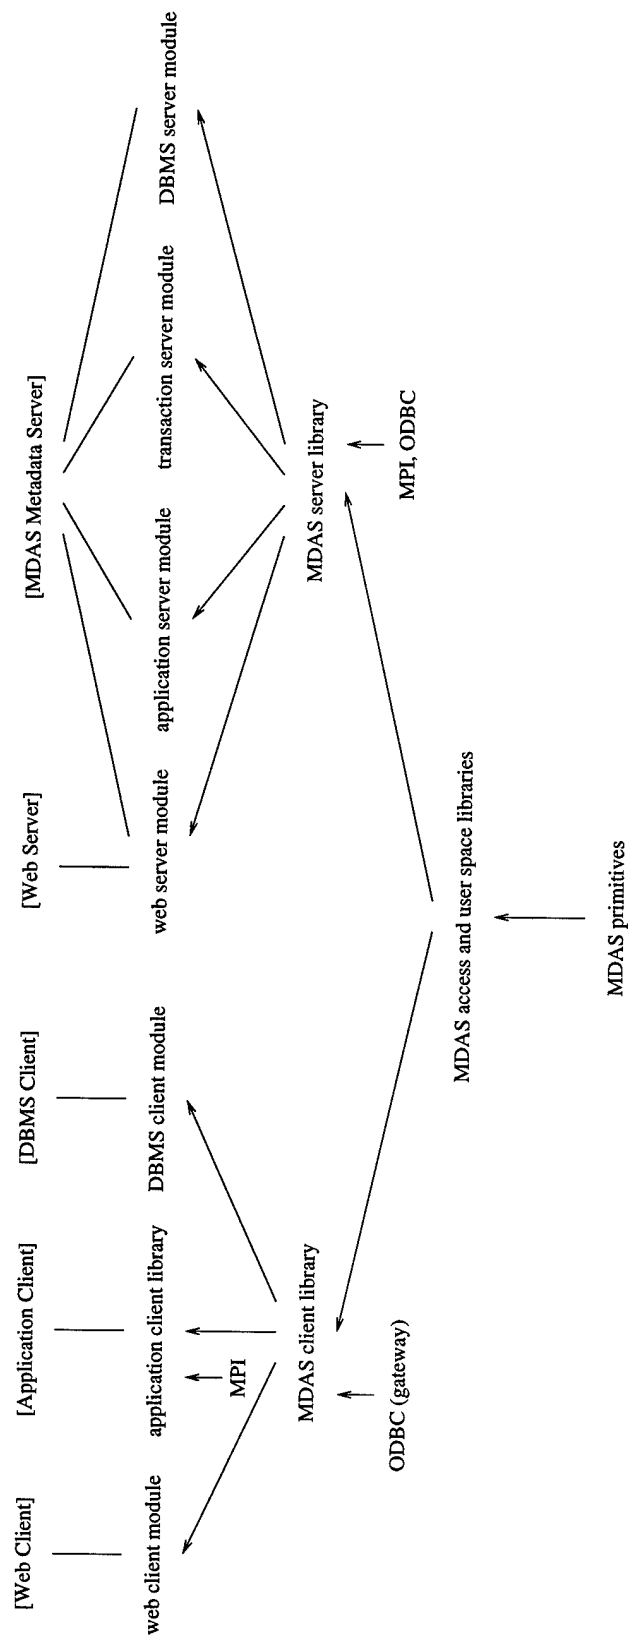 [Web Client]
[Application Client]
[DBMS Client]
[Web Server]
[MDAS Metadata Server]
web client module
application client library
DBMS client module
web server module
application server module
transaction server module
DBMS server module
MPI
MDAS client library
MDAS server library
ODBC (gateway)
MPI, ODBC
MDAS access and user space libraries
MDAS primitives